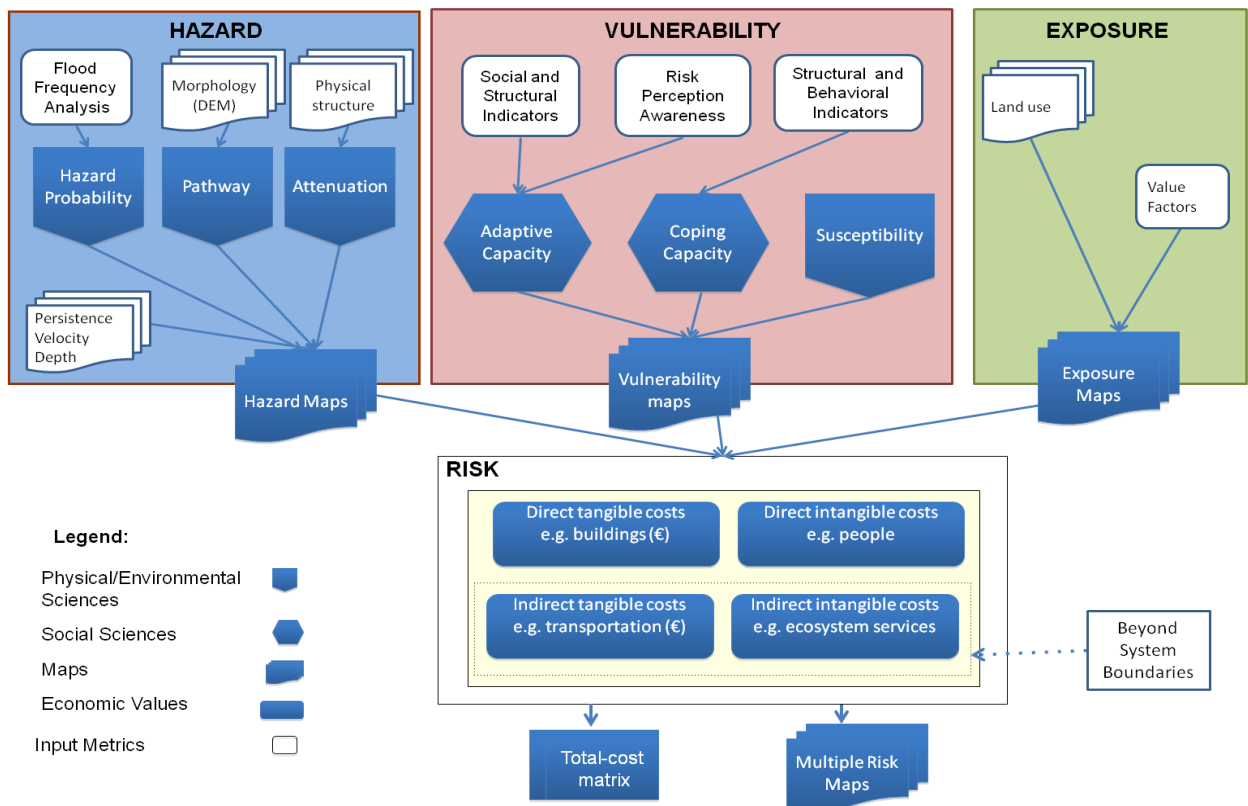 HAZARD
Flood
Frequency
Analysis
Morphology
(DEM)
Physical
structure
Hazard
Probability
Pathway
Attenuation
Persistence
Velocity
Depth
Hazard Maps
VULNERABILITY
Social and
Structural
Indicators
Risk
Perception
Awareness
Structural and
Behavioral
Indicators
Adaptive
Capacity
Coping
Capacity
Susceptibility
Vulnerability
maps
EXPOSURE
Land use
Value
Factors
Exposure
Maps
RISK
Direct tangible costs
e.g. buildings (€)
Direct intangible costs
e.g. people
Indirect tangible costs
e.g. transportation (€)
Indirect intangible costs
e.g. ecosystem services
Beyond
System
Boundaries
Total-cost
matrix
Multiple Risk
Maps
Legend:
Physical/Environmental
Sciences
Social Sciences
Maps
Economic Values
Input Metrics